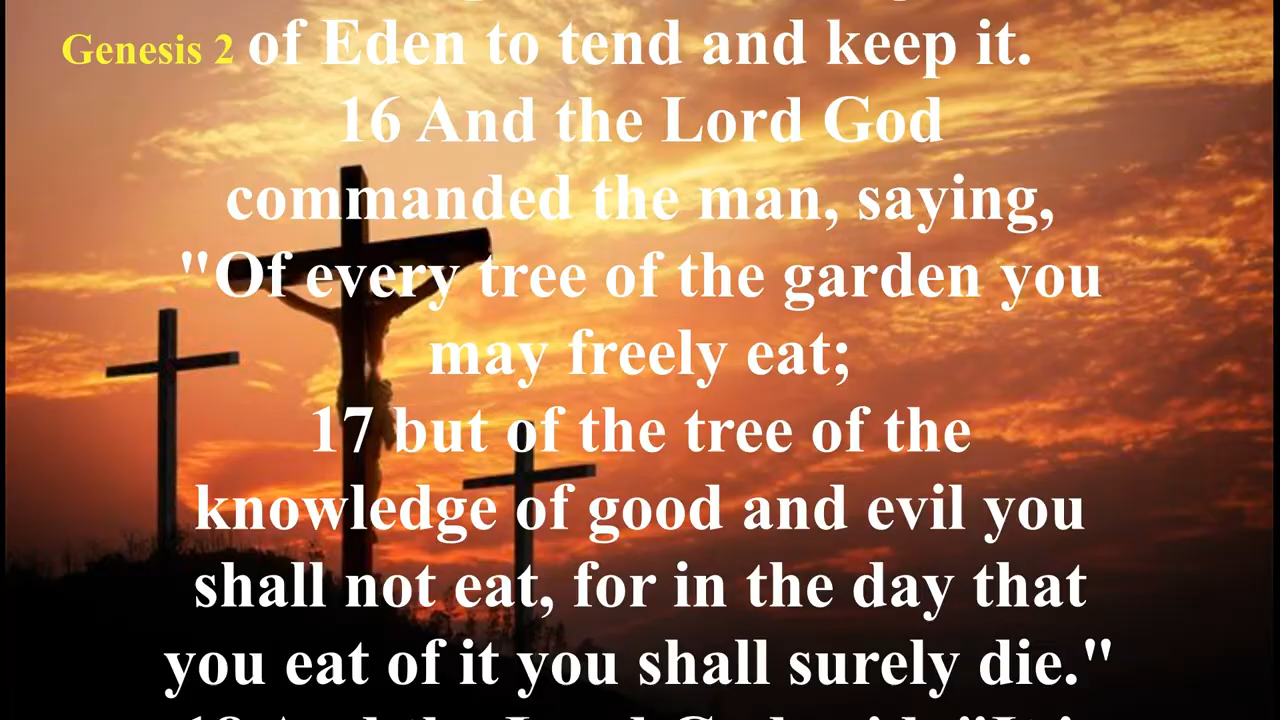 Genesis 2 of Eden to tend and keep it.
16 And the Lord God
commanded the man, saying,
"Of every tree of the garden you
may freely eat;
17 but of the tree of the
knowledge of good and evil you
shall not eat, for in the day that
you eat of it you shall surely die."